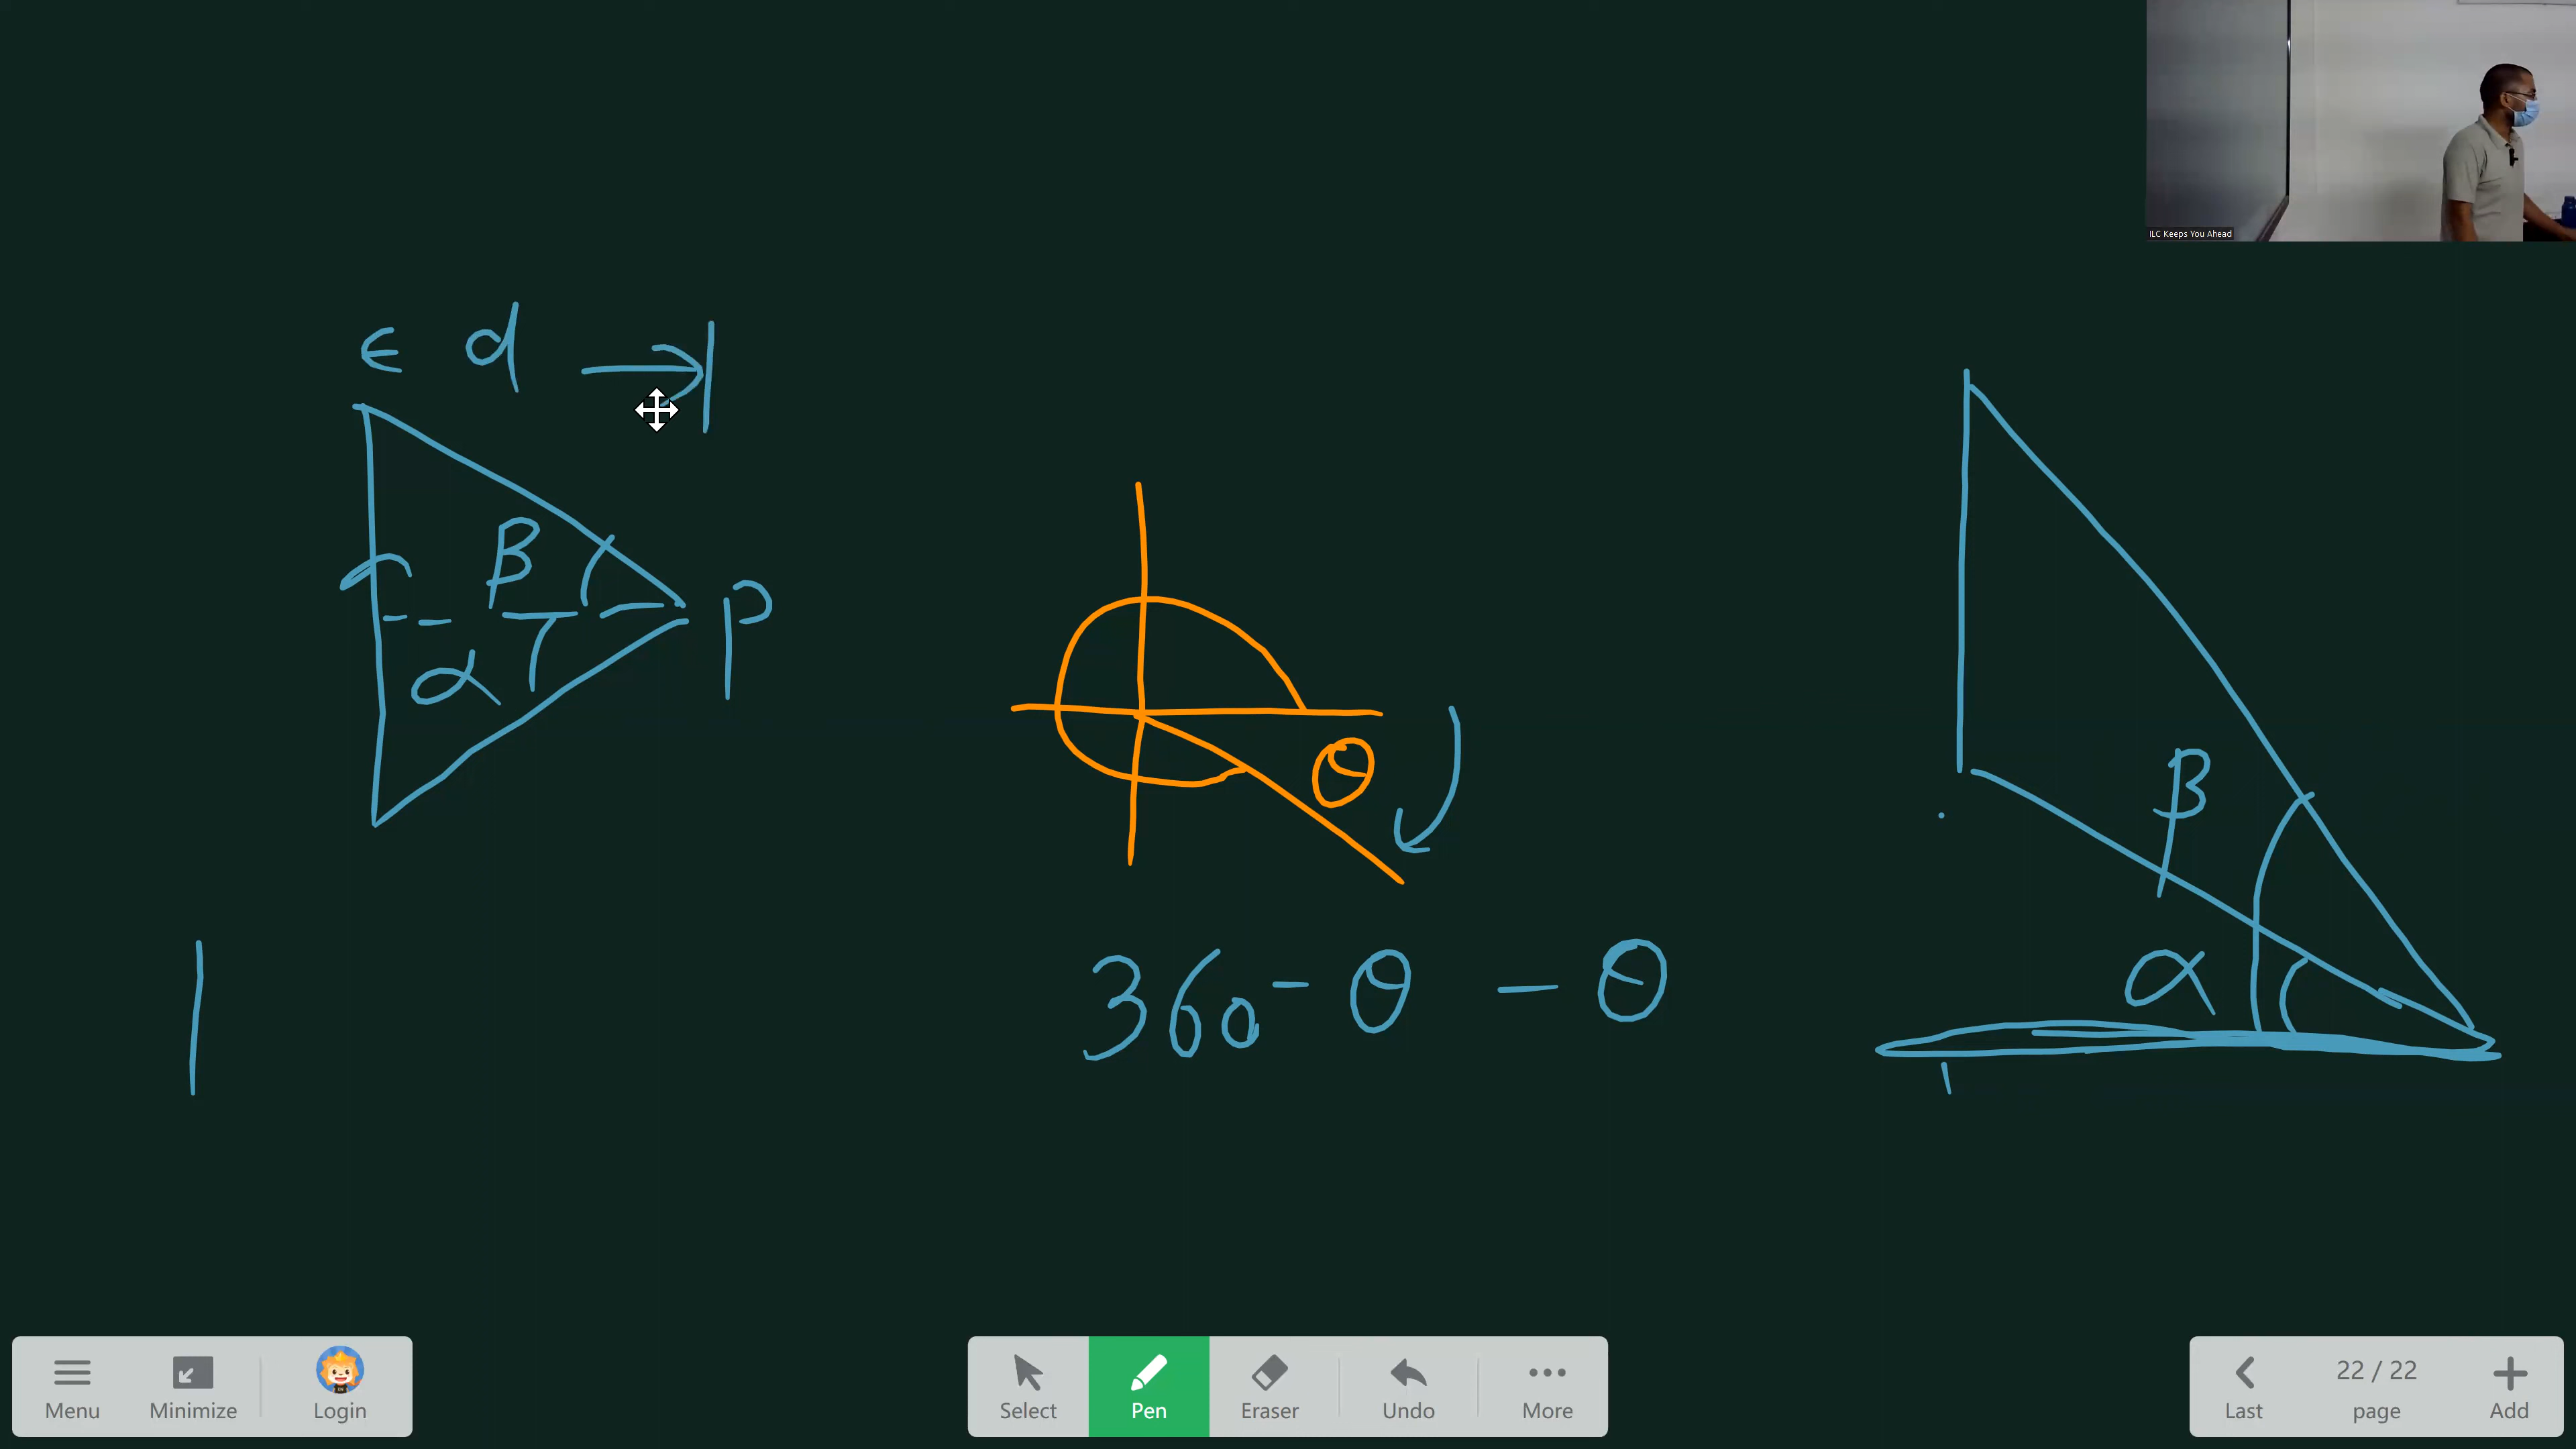 ILC Keeps You Ahead
d
β
P
α
θ
β
α
360 - θ - θ
Menu
Minimize
Login
Select
Pen
Eraser
Undo
More
Last
22 / 22
page
Add